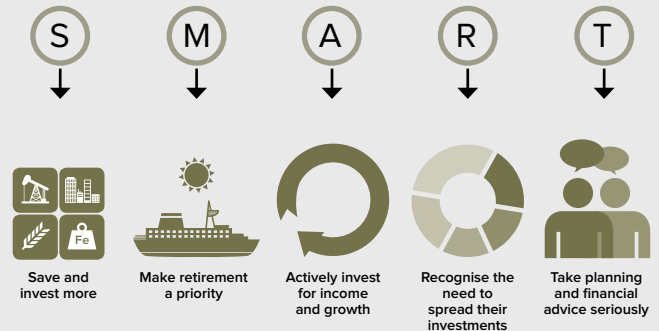 S
M
A
R
T
Fe
Save and
invest more
Make retirement
a priority
Actively invest
for income
and growth
Recognise the
need to
spread their
investments
Take planning
and financial
advice seriously